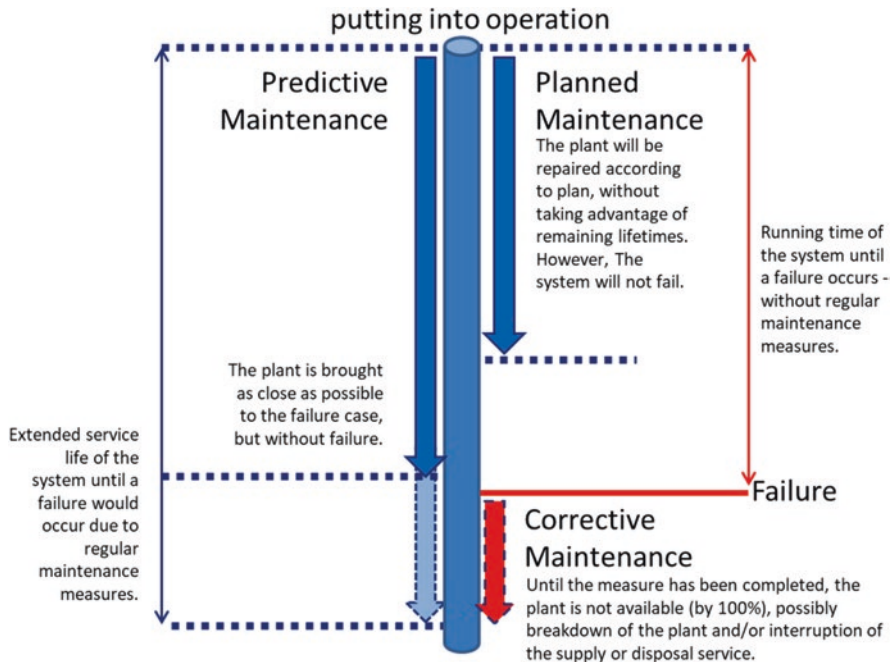 putting into operation
Predictive
Maintenance
Planned
Maintenance
The plant will be
repaired according
to plan, without
taking advantage of
remaining lifetimes.
However, The
system will not fail.
Running time of
the system until
a failure occurs -
without regular
maintenance
measures.
The plant is brought
as close as possible
to the failure case,
but without failure.
Extended service
life of the
system until a
failure would
occur due to
regular
maintenance
measures.
Failure
Corrective
Maintenance
Until the measure has been completed, the
plant is not available (by 100%), possibly
breakdown of the plant and/or interruption of
the supply or disposal service.